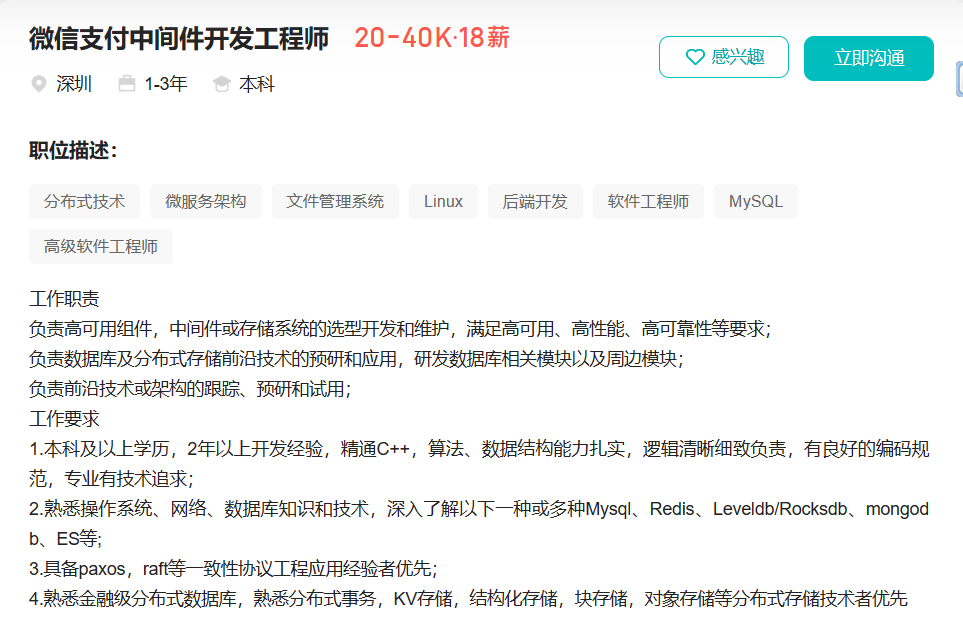 微信支付中间件开发工程师 20-40K·18薪
感兴趣 立即沟通
深圳 1-3年 本科
职位描述：
分布式技术 微服务架构 文件管理系统 Linux 后端开发 软件工程师 MySQL
高级软件工程师
工作职责
负责高可用组件，中间件或存储系统的选型开发和维护，满足高可用、高性能、高可靠性等要求；
负责数据库及分布式存储前沿技术的预研和应用，研发数据库相关模块以及周边模块；
负责前沿技术或架构的跟踪、预研和试用；
工作要求
1.本科及以上学历，2年以上开发经验，精通C++，算法、数据结构能力扎实，逻辑清晰细致负责，有良好的编码规
范，专业有技术追求；
2.熟悉操作系统、网络、数据库知识和技术，深入了解以下一种或多种Mysql、Redis、Leveldb/Rocksdb、mongod
b、ES等;
3.具备paxos，raft等一致性协议工程应用经验者优先；
4.熟悉金融级分布式数据库，熟悉分布式事务，KV存储，结构化存储，块存储，对象存储等分布式存储技术者优先